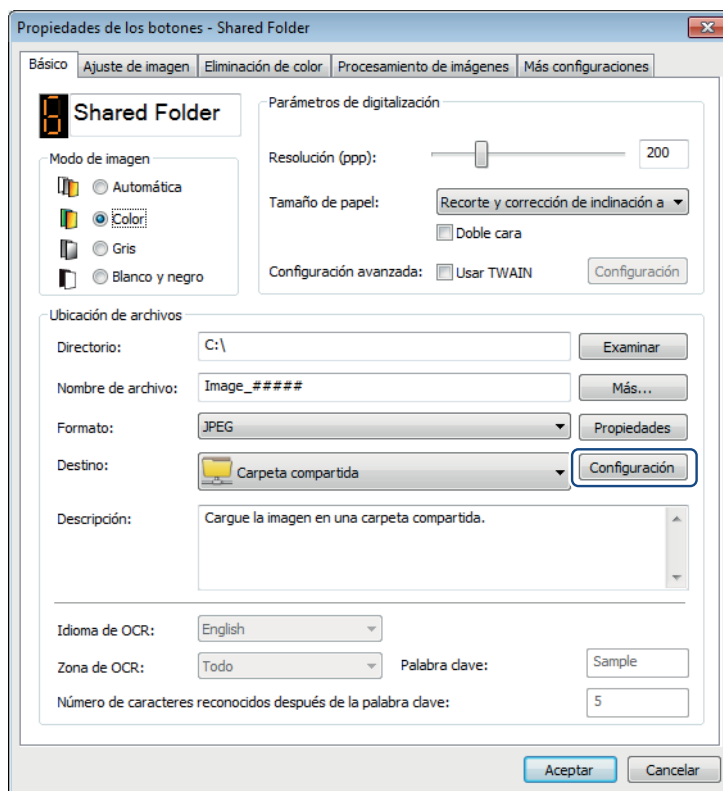 Propiedades de los botones - Shared Folder
Básico Ajuste de imagen Eliminación de color Procesamiento de imágenes Más configuraciones
6 Shared Folder
Modo de imagen
Automática
Color
Gris
Blanco y negro
Parámetros de digitalización
Resolución (ppp): 200
Tamaño de papel: Recorte y corrección de inclinación a
Doble cara
Configuración avanzada: Usar TWAIN Configuración
Ubicación de archivos
Directorio: C:\ Examinar
Nombre de archivo: Image_##### Más...
Formato: JPEG Propiedades
Destino: Carpeta compartida Configuración
Descripción: Cargue la imagen en una carpeta compartida.
Idioma de OCR: English
Zona de OCR: Todo Palabra clave: Sample
Número de caracteres reconocidos después de la palabra clave: 5
Aceptar Cancelar